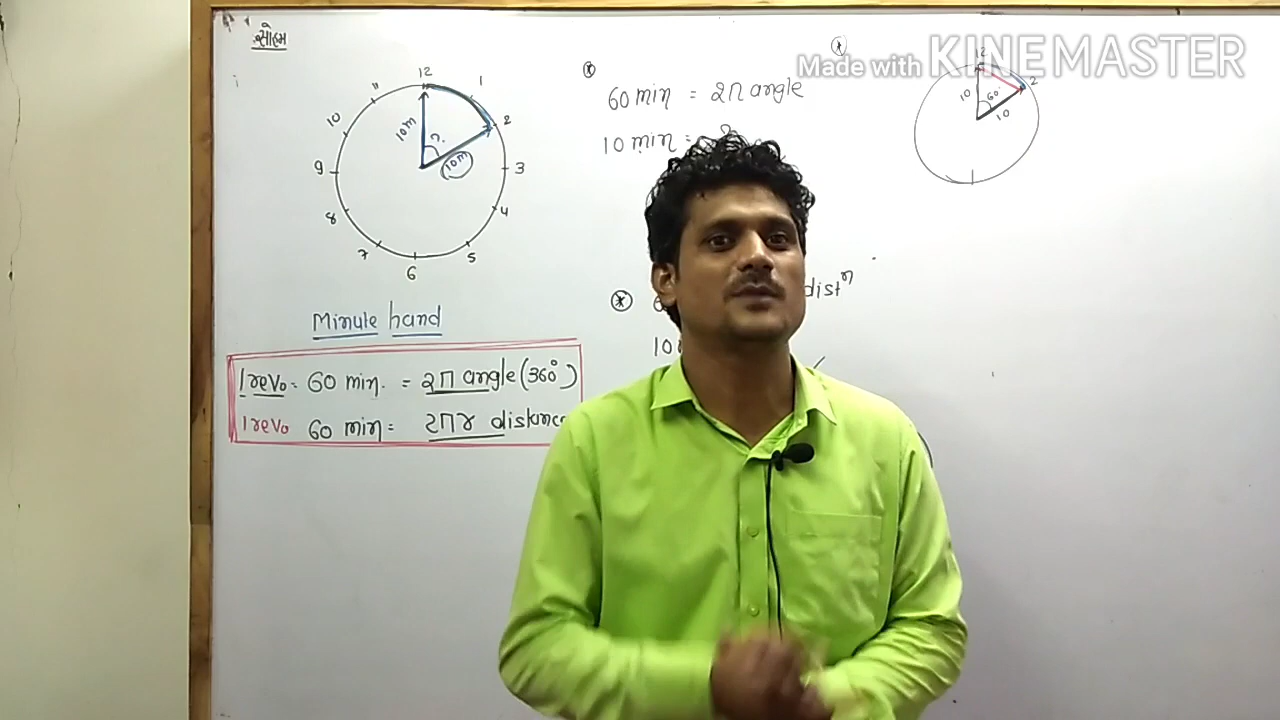 સોહમ
12
1
2
3
4
5
6
7
8
9
10
11
10m
?
10m
Minute hand
1 revo = 60 min. = 2π angle (360°)
1 revo 60 min = 2πr distance
60 min = 2π angle
10 min =
distⁿ
Made with KINEMASTER
12
2
10
60°
10